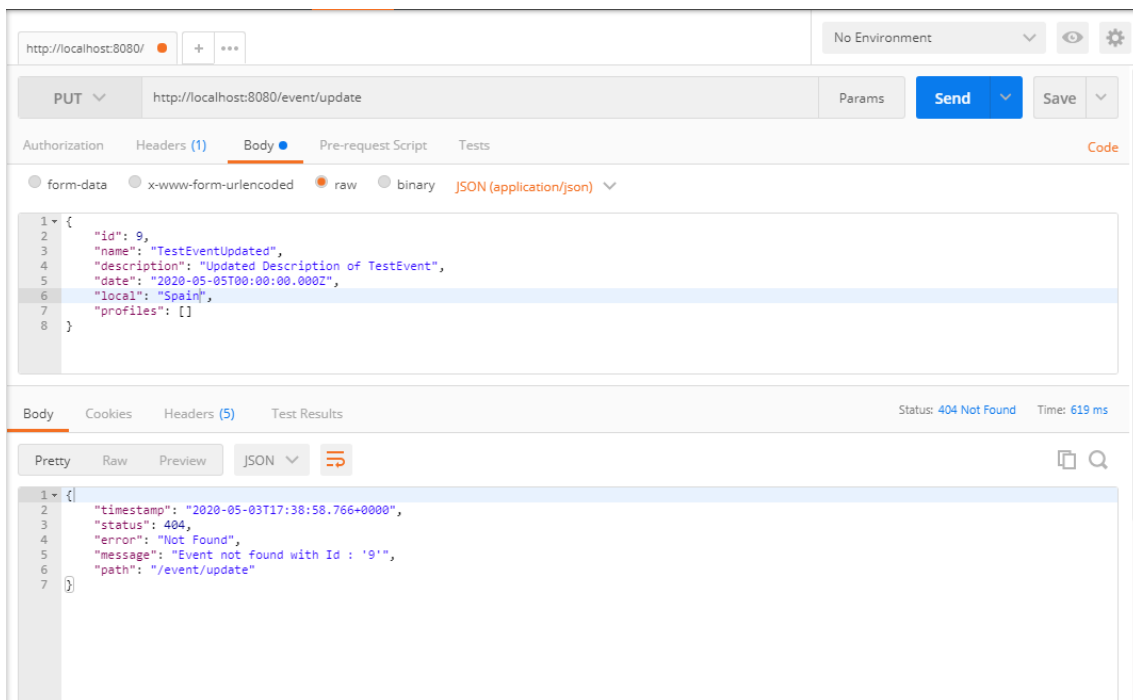 http://localhost:8080/ + ••• No Environment
PUT http://localhost:8080/event/update Params Send Save
Authorization Headers (1) Body Pre-request Script Tests Code
form-data x-www-form-urlencoded raw binary JSON (application/json)
1 {
2 "id": 9,
3 "name": "TestEventUpdated",
4 "description": "Updated Description of TestEvent",
5 "date": "2020-05-05T00:00:00.000Z",
6 "local": "Spain",
7 "profiles": []
8 }
Body Cookies Headers (5) Test Results Status: 404 Not Found Time: 619 ms
Pretty Raw Preview JSON
1 {
2 "timestamp": "2020-05-03T17:38:58.766+0000",
3 "status": 404,
4 "error": "Not Found",
5 "message": "Event not found with Id : '9'",
6 "path": "/event/update"
7 }